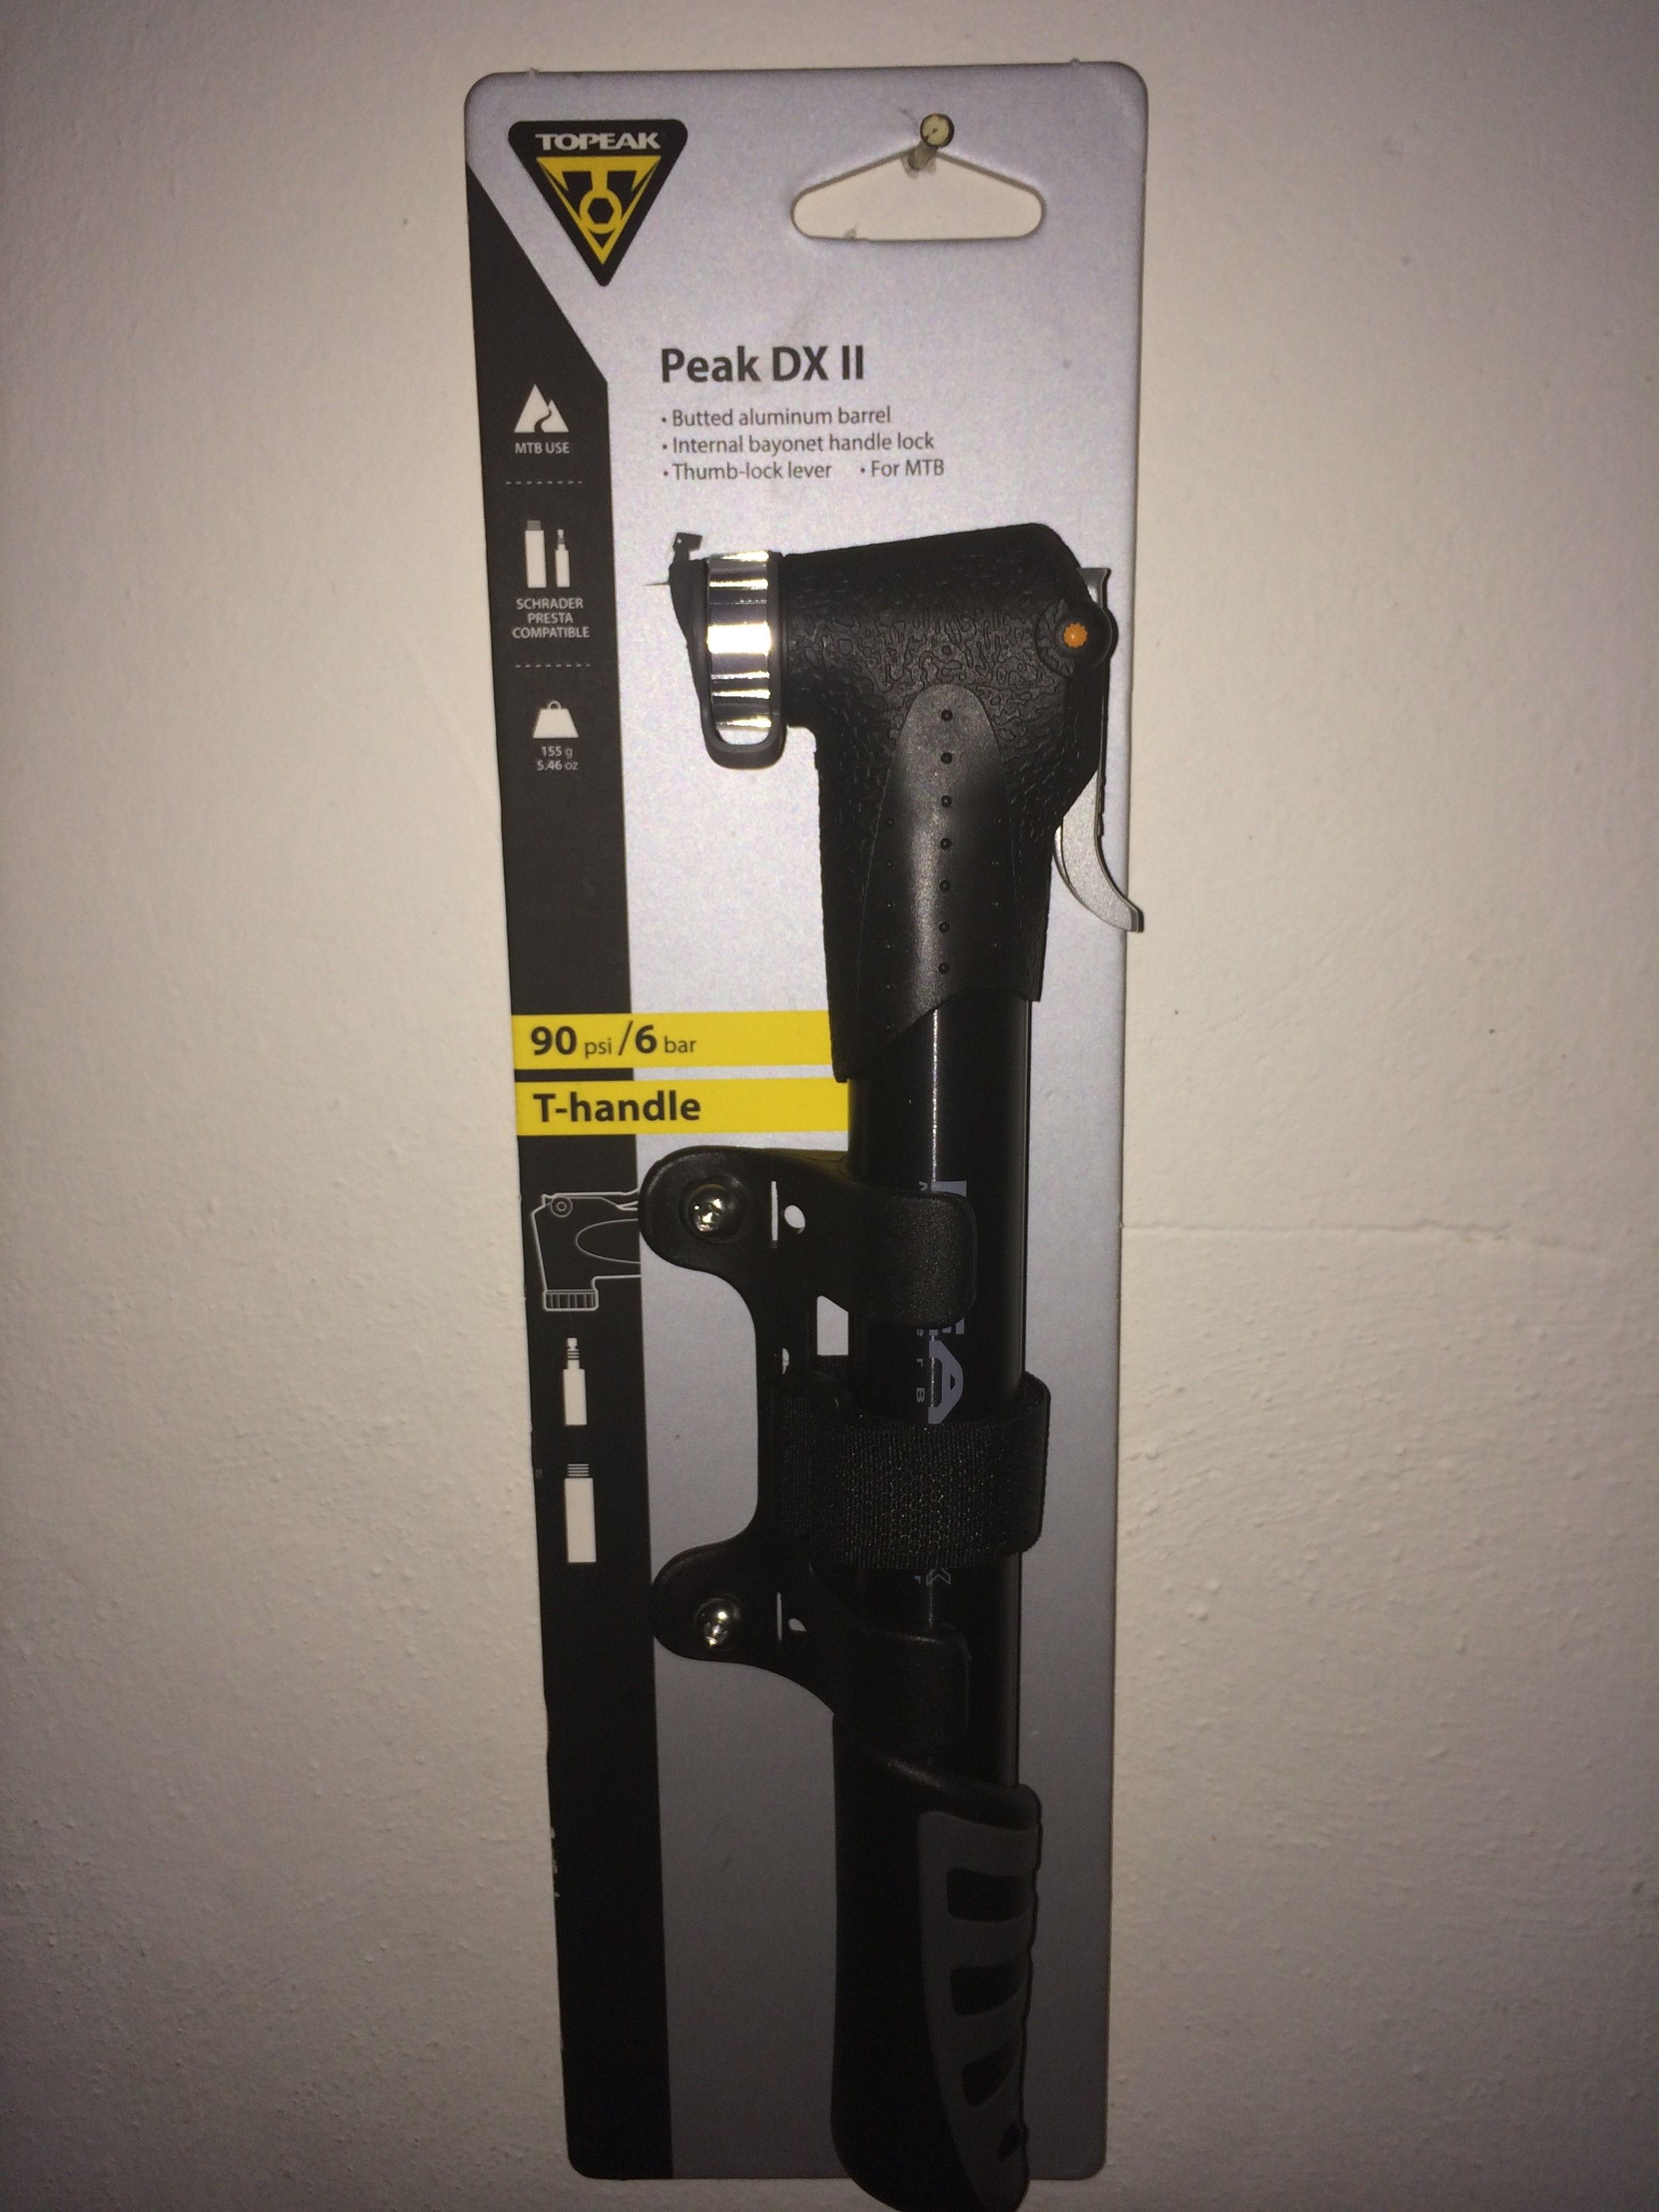 TOPEAK
Peak DX II
• Butted aluminum barrel
• Internal bayonet handle lock
• Thumb-lock lever • For MTB
MTB USE
SCHRADER
PRESTA
COMPATIBLE
155 g
5.46 oz
90 psi / 6 bar
T-handle